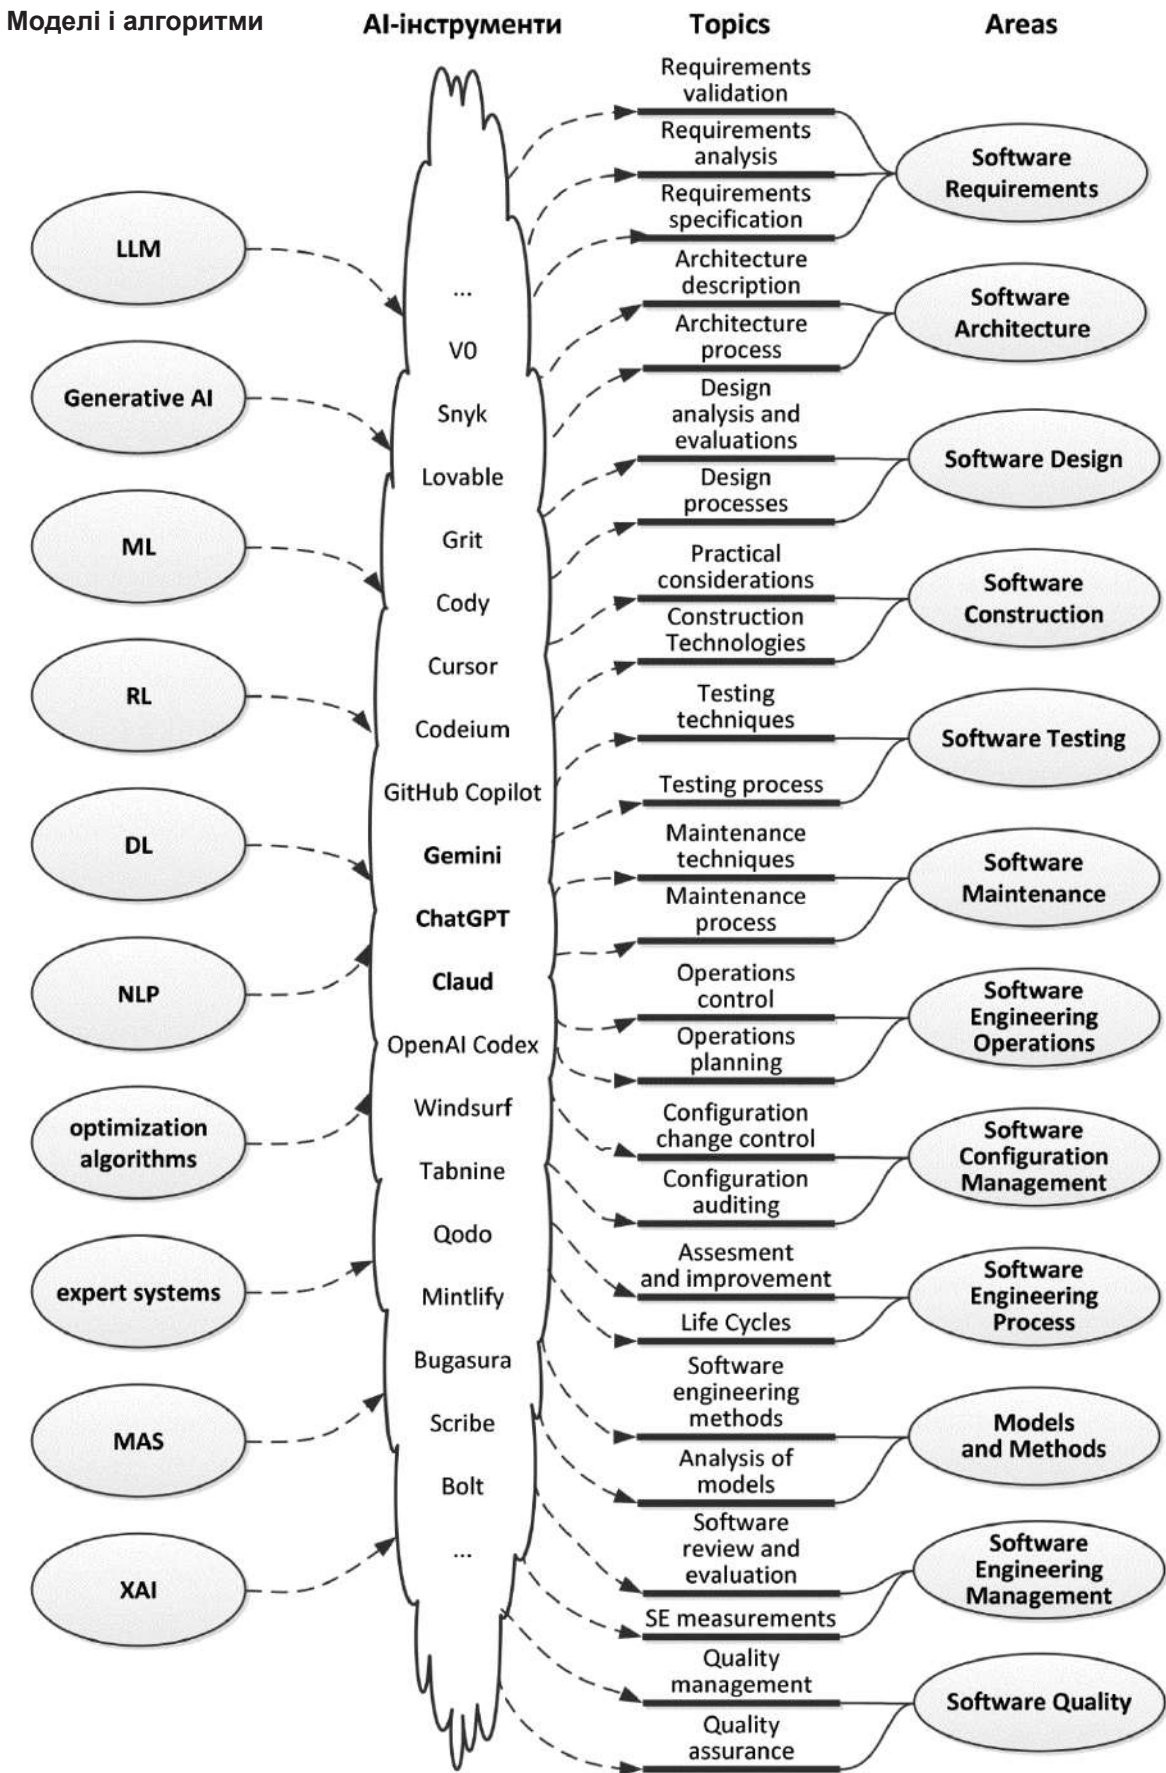 Моделі і алгоритми
AI-інструменти
Topics
Areas
LLM
Generative AI
ML
RL
DL
NLP
optimization
algorithms
expert systems
MAS
XAI
...
V0
Snyk
Lovable
Grit
Cody
Cursor
Codeium
GitHub Copilot
Gemini
ChatGPT
Claud
OpenAI Codex
Windsurf
Tabnine
Qodo
Mintlify
Bugasura
Scribe
Bolt
...
Requirements
validation
Requirements
analysis
Requirements
specification
Architecture
description
Architecture
process
Design
analysis and
evaluations
Design
processes
Practical
considerations
Construction
Technologies
Testing
techniques
Testing process
Maintenance
techniques
Maintenance
process
Operations
control
Operations
planning
Configuration
change control
Configuration
auditing
Assesment
and improvement
Life Cycles
Software
engineering
methods
Analysis of
models
Software
review and
evaluation
SE measurements
Quality
management
Quality
assurance
Software
Requirements
Software
Architecture
Software Design
Software
Construction
Software Testing
Software
Maintenance
Software
Engineering
Operations
Software
Configuration
Management
Software
Engineering
Process
Models
and Methods
Software
Engineering
Management
Software Quality